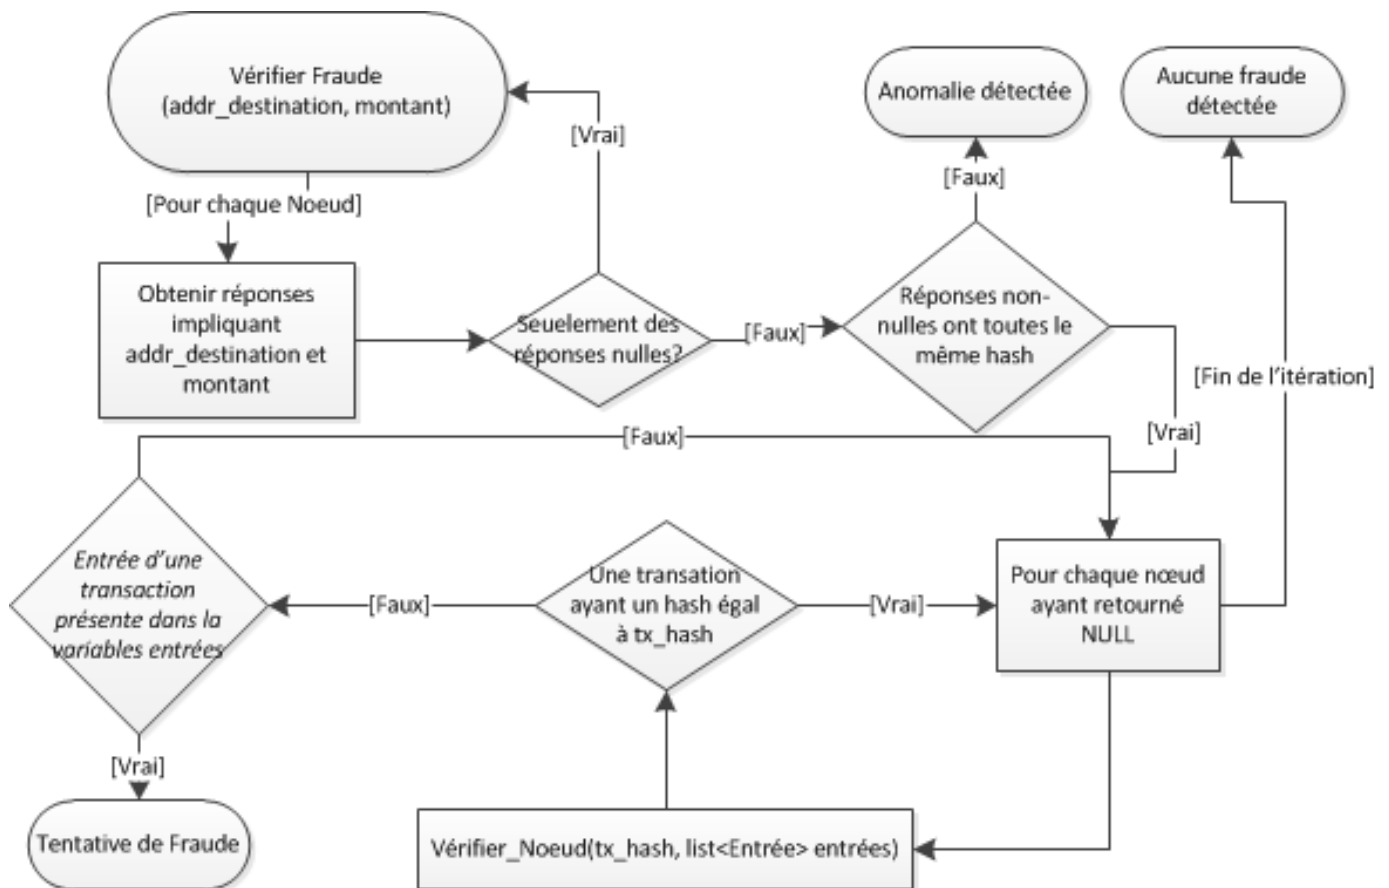 Vérifier Fraude
(addr_destination, montant)
[Vrai]
Anomalie détectée
Aucune fraude
détectée
[Pour chaque Noeud]
[Faux]
Obtenir réponses
impliquant
addr_destination et
montant
Seuelement des
réponses nulles?
[Faux]
Réponses non-
nulles ont toutes le
même hash
[Fin de l'itération]
[Vrai]
[Faux]
Entrée d'une
transaction
présente dans la
variables entrées
[Faux]
Une transation
ayant un hash égal
à tx_hash
[Vrai]
Pour chaque nœud
ayant retourné
NULL
[Vrai]
Tentative de Fraude
Vérifier_Noeud(tx_hash, list<Entrée> entrées)